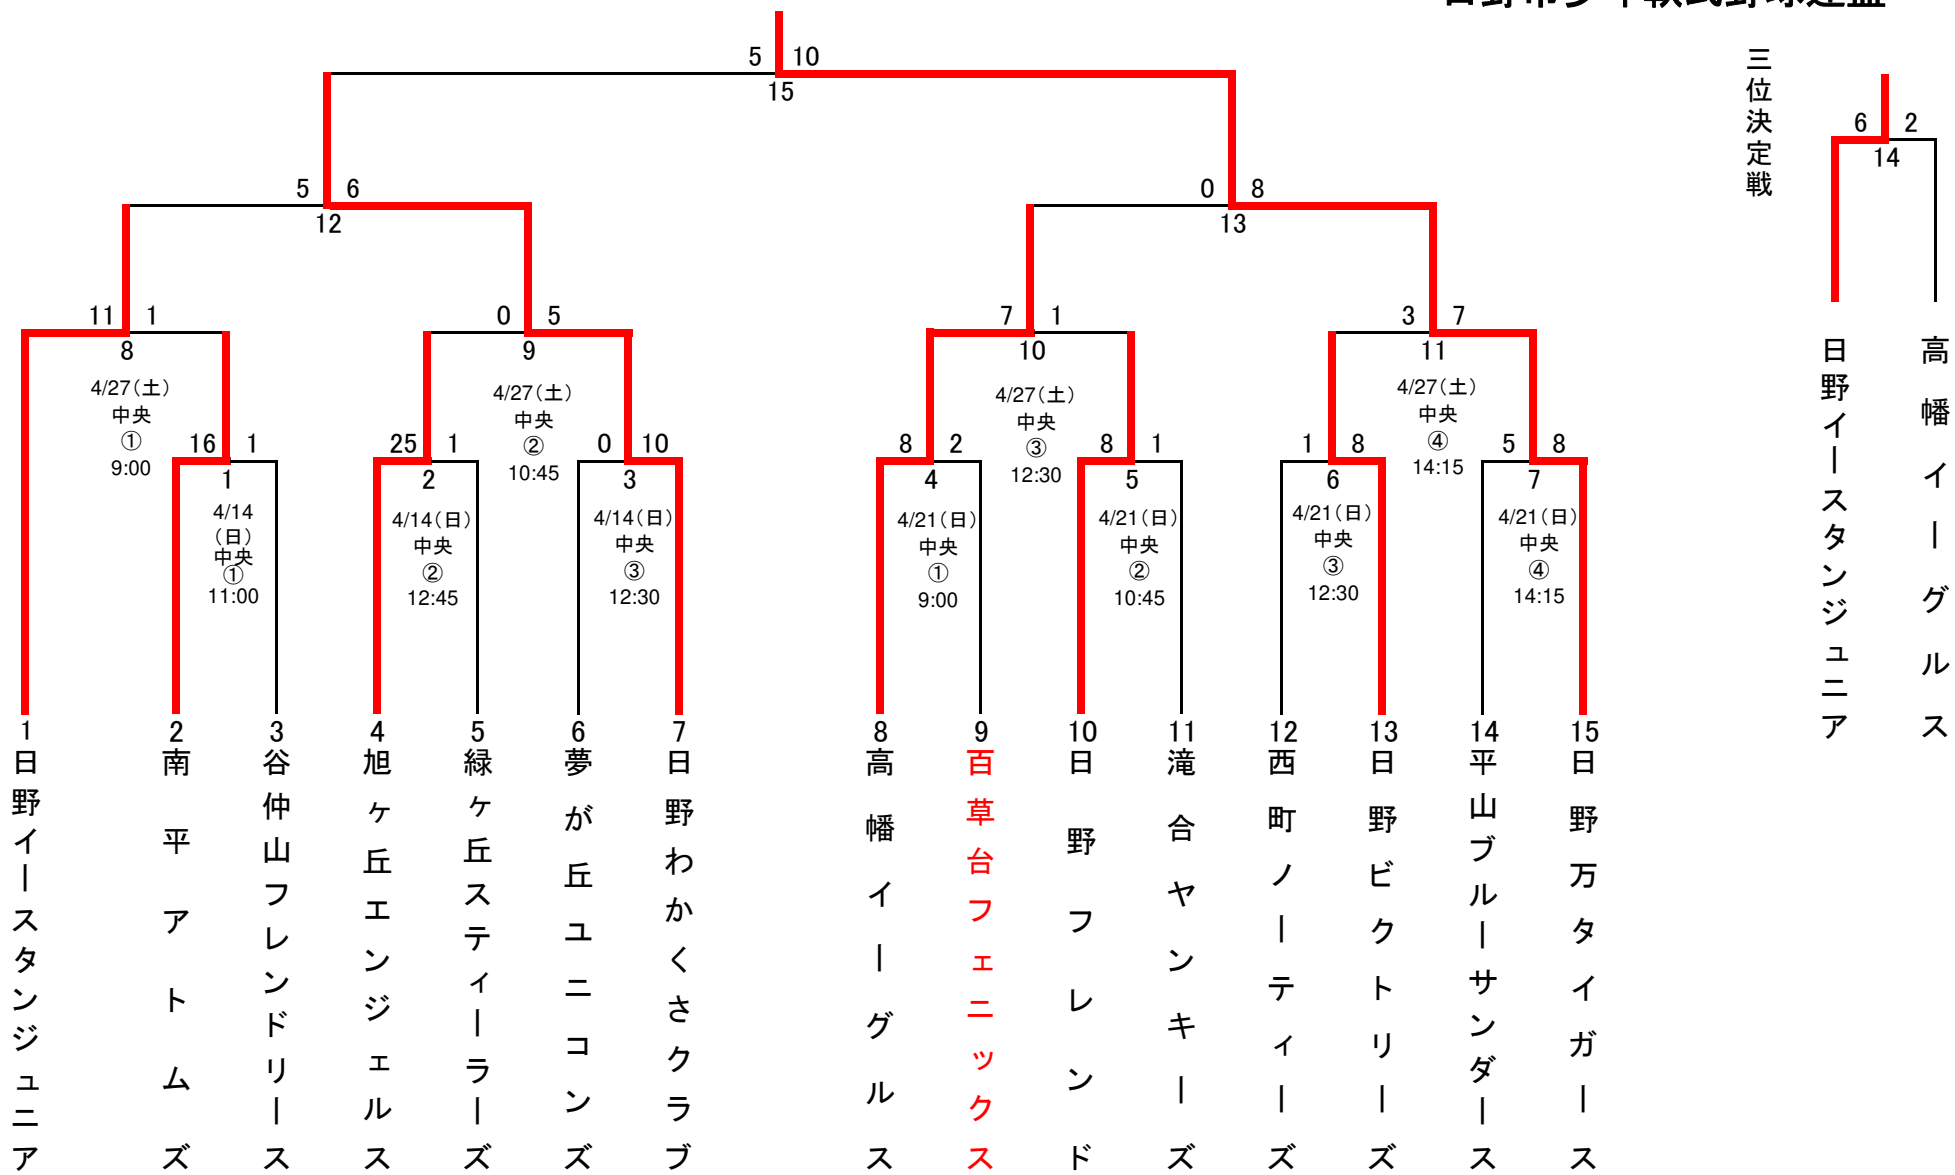 5 10
15
三位決定戦
6 2
14
5 6
12
0 8
13
11 1
8
0 5
9
7 1
10
3 7
11
4/27(土)
中央
①
9:00
4/27(土)
中央
②
10:45
4/27(土)
中央
③
12:30
4/27(土)
中央
④
14:15
16 1
1
25 1
2
0 10
3
8 2
4
8 1
5
1 8
6
5 8
7
4/14
(日)
中央
①
11:00
4/14(日)
中央
②
12:45
4/14(日)
中央
③
12:30
4/21(日)
中央
①
9:00
4/21(日)
中央
②
10:45
4/21(日)
中央
③
12:30
4/21(日)
中央
④
14:15
日野イースタンジュニア
高幡イーグルス
1
日野イースタンジュニア
2
南平アトムズ
3
谷仲山フレンドリース
4
旭ヶ丘エンジェルス
5
緑ヶ丘スティーラーズ
6
夢が丘ユニコンズ
7
日野わかくさクラブ
8
高幡イーグルス
9
百草台フェニックス
10
日野フレンド
11
滝合ヤンキーズ
12
西町ノーティーズ
13
日野ビクトリーズ
14
平山ブルーサンダース
15
日野万タイガース